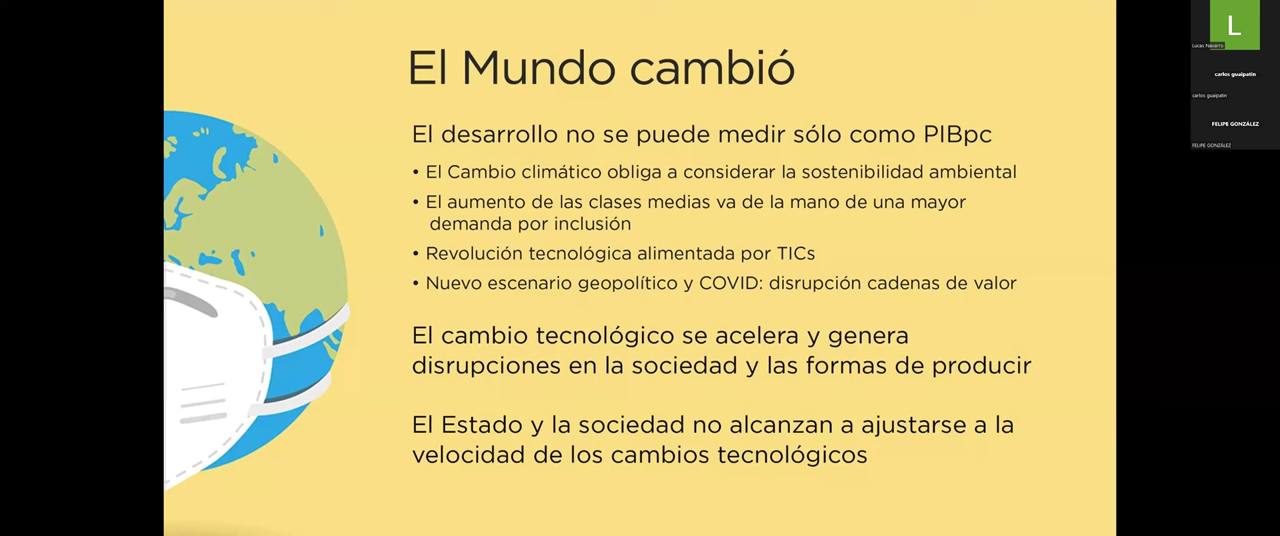 El Mundo cambió
El desarrollo no se puede medir sólo como PIBpc
• El Cambio climático obliga a considerar la sostenibilidad ambiental
• El aumento de las clases medias va de la mano de una mayor
demanda por inclusión
• Revolución tecnológica alimentada por TICs
• Nuevo escenario geopolítico y COVID: disrupción cadenas de valor
El cambio tecnológico se acelera y genera
disrupciones en la sociedad y las formas de producir
El Estado y la sociedad no alcanzan a ajustarse a la
velocidad de los cambios tecnológicos
L
Lucas Navarro
carlos guaipatin
carlos guaipatin
FELIPE GONZÁLEZ
FELIPE GONZÁLEZ